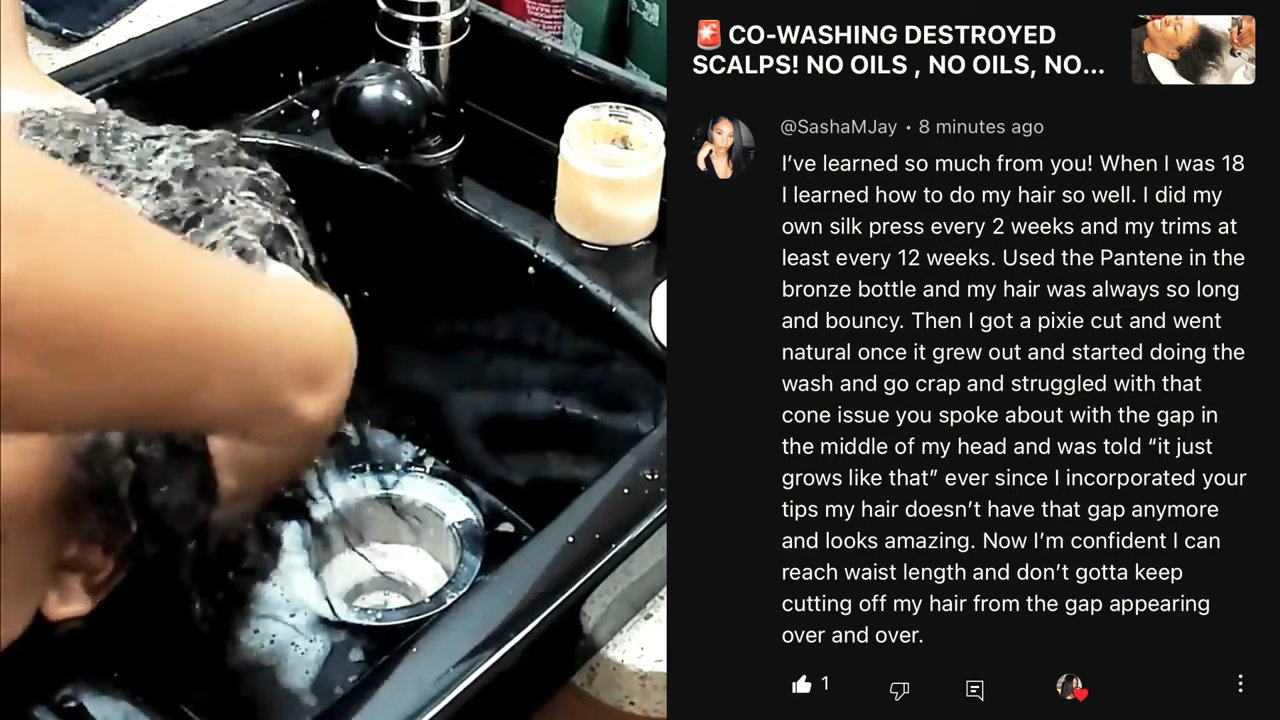 🚨 CO-WASHING DESTROYED
SCALPS! NO OILS , NO OILS, NO...
@SashaMJay • 8 minutes ago
I’ve learned so much from you! When I was 18
I learned how to do my hair so well. I did my
own silk press every 2 weeks and my trims at
least every 12 weeks. Used the Pantene in the
bronze bottle and my hair was always so long
and bouncy. Then I got a pixie cut and went
natural once it grew out and started doing the
wash and go crap and struggled with that
cone issue you spoke about with the gap in
the middle of my head and was told “it just
grows like that” ever since I incorporated your
tips my hair doesn’t have that gap anymore
and looks amazing. Now I’m confident I can
reach waist length and don’t gotta keep
cutting off my hair from the gap appearing
over and over.
1